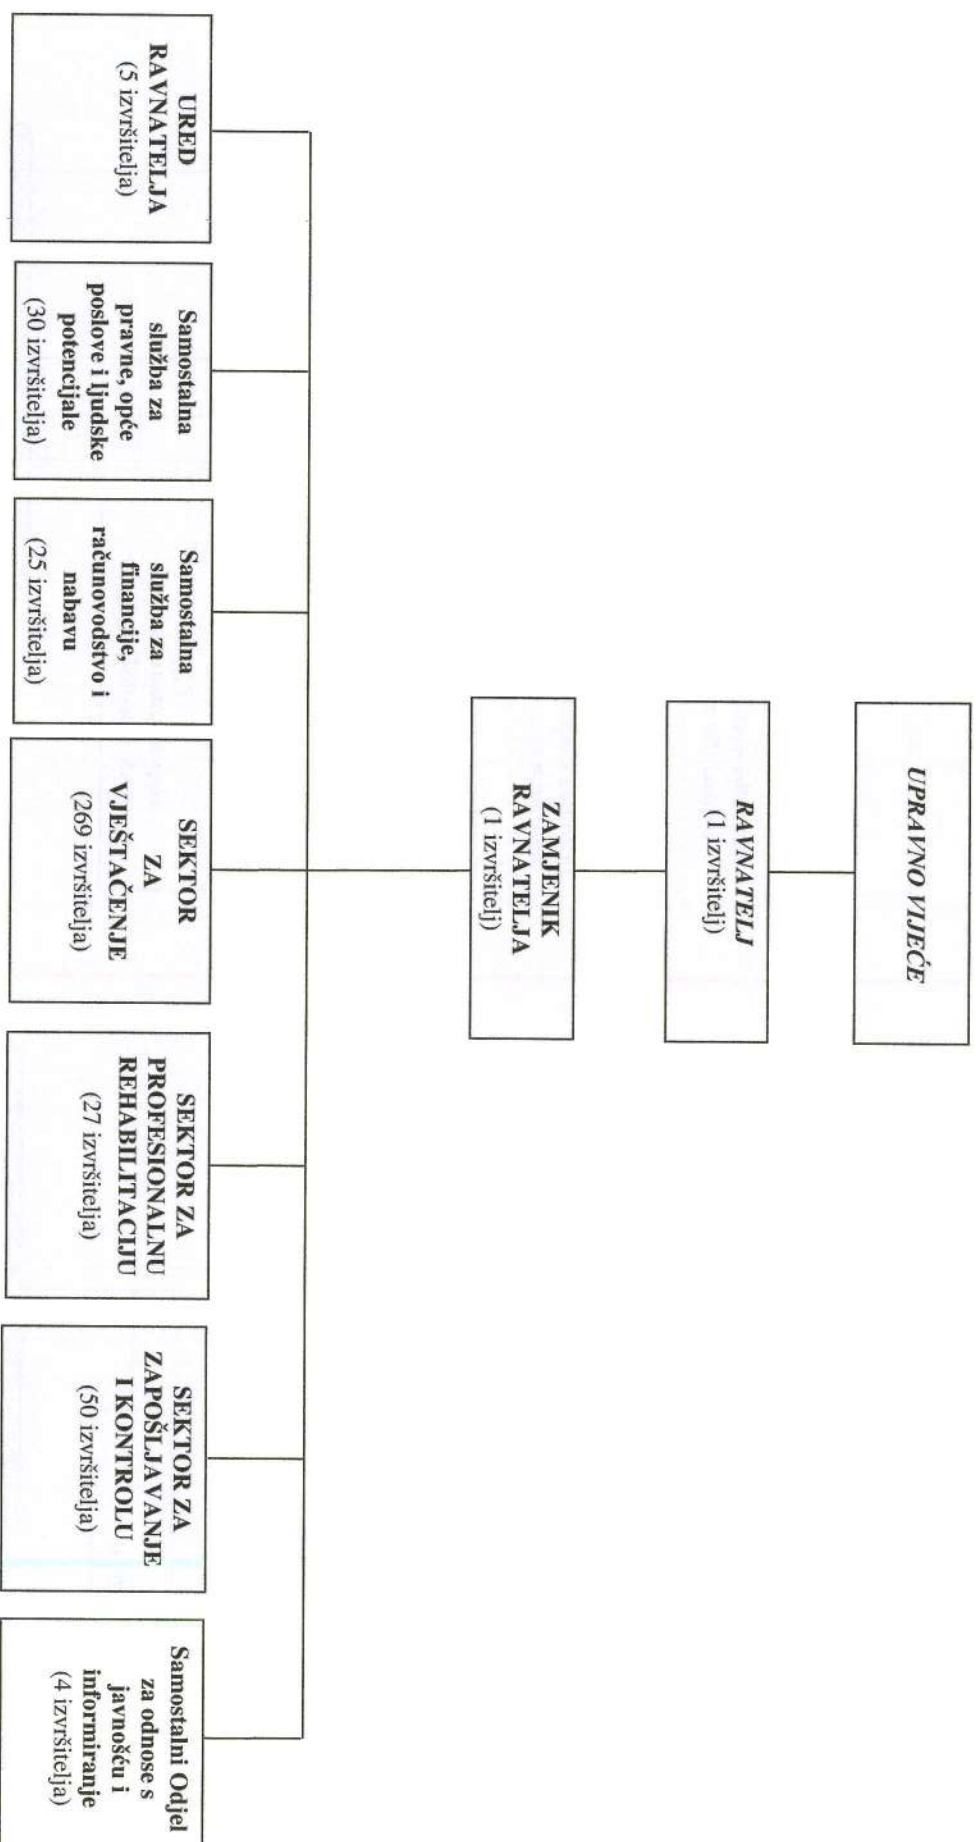 UPRAVNO VIJEĆE
RAVNATELJ
(1 izvršitelj)
ZAMJENIK
RAVNATELJA
(1 izvršitelj)
URED
RAVNATELJA
(5 izvršitelja)
Samostalna
služba za
pravne, opće
poslove i ljudske
potencijale
(30 izvršitelja)
Samostalna
služba za
financije,
računovodstvo i
nabavu
(25 izvršitelja)
SEKTOR
ZA
VJEŠTAČENJE
(269 izvršitelja)
SEKTOR ZA
PROFESIONALNU
REHABILITACIJU
(27 izvršitelja)
SEKTOR ZA
ZAPOŠLJAVANJE
I KONTROLU
(50 izvršitelja)
Samostalni Odjel
za odnose s
javnošću i
informiranje
(4 izvršitelja)